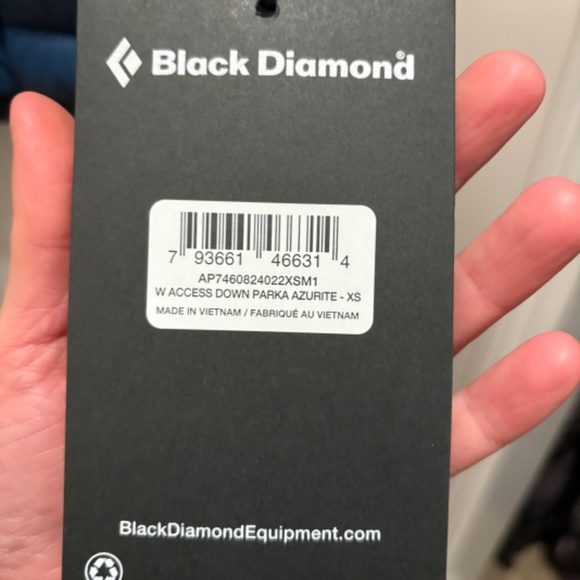 Black Diamond®
7 93661 46631 4
AP7460824022XSM1
W ACCESS DOWN PARKA AZURITE - XS
MADE IN VIETNAM / FABRIQUÉ AU VIETNAM
BlackDiamondEquipment.com